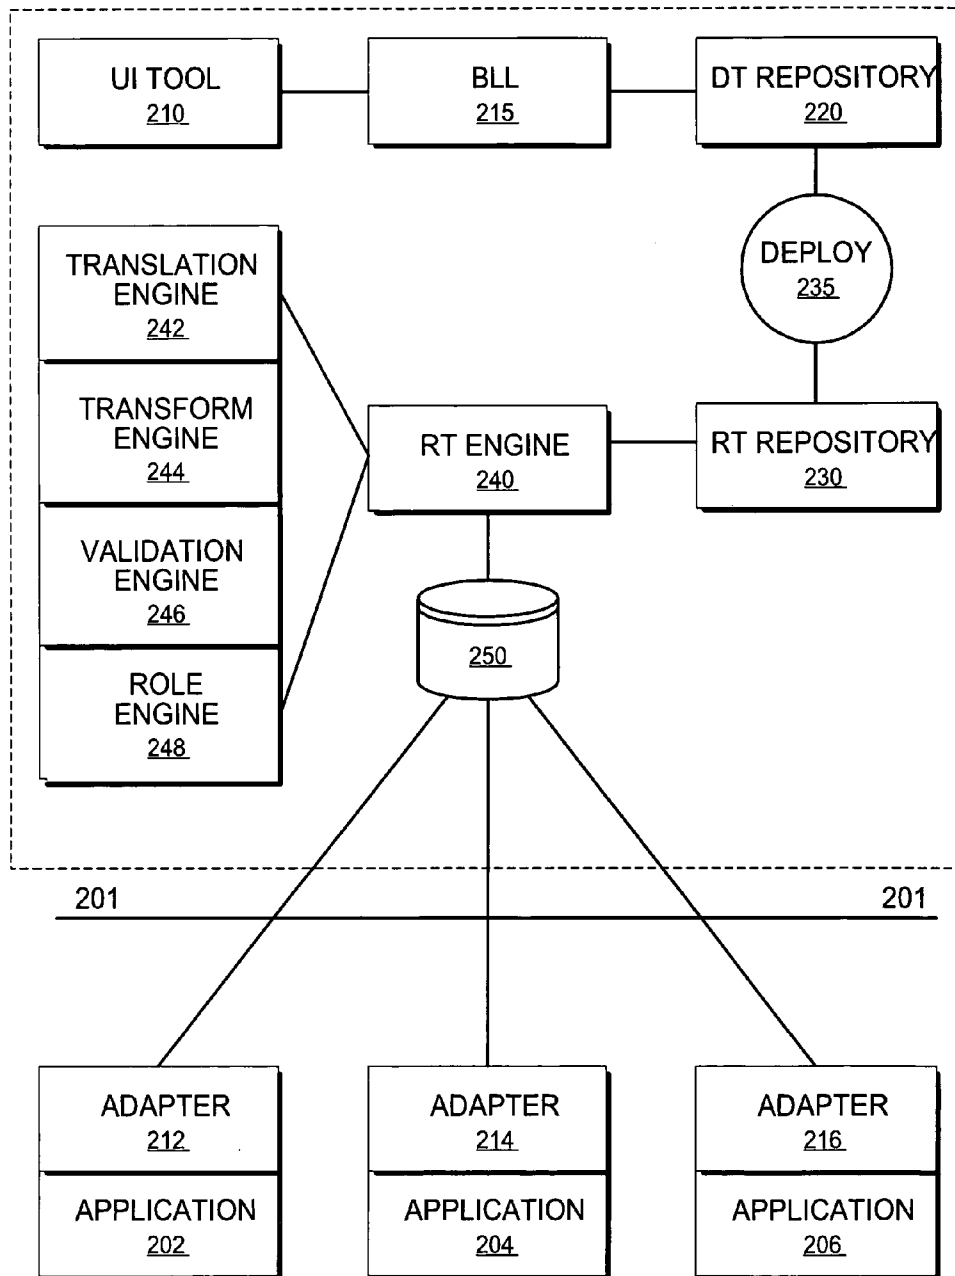 UI TOOL
210
BLL
215
DT REPOSITORY
220
TRANSLATION
ENGINE
242
DEPLOY
235
TRANSFORM
ENGINE
244
RT ENGINE
240
RT REPOSITORY
230
VALIDATION
ENGINE
246
250
ROLE
ENGINE
248
201
201
ADAPTER
212
ADAPTER
214
ADAPTER
216
APPLICATION
202
APPLICATION
204
APPLICATION
206